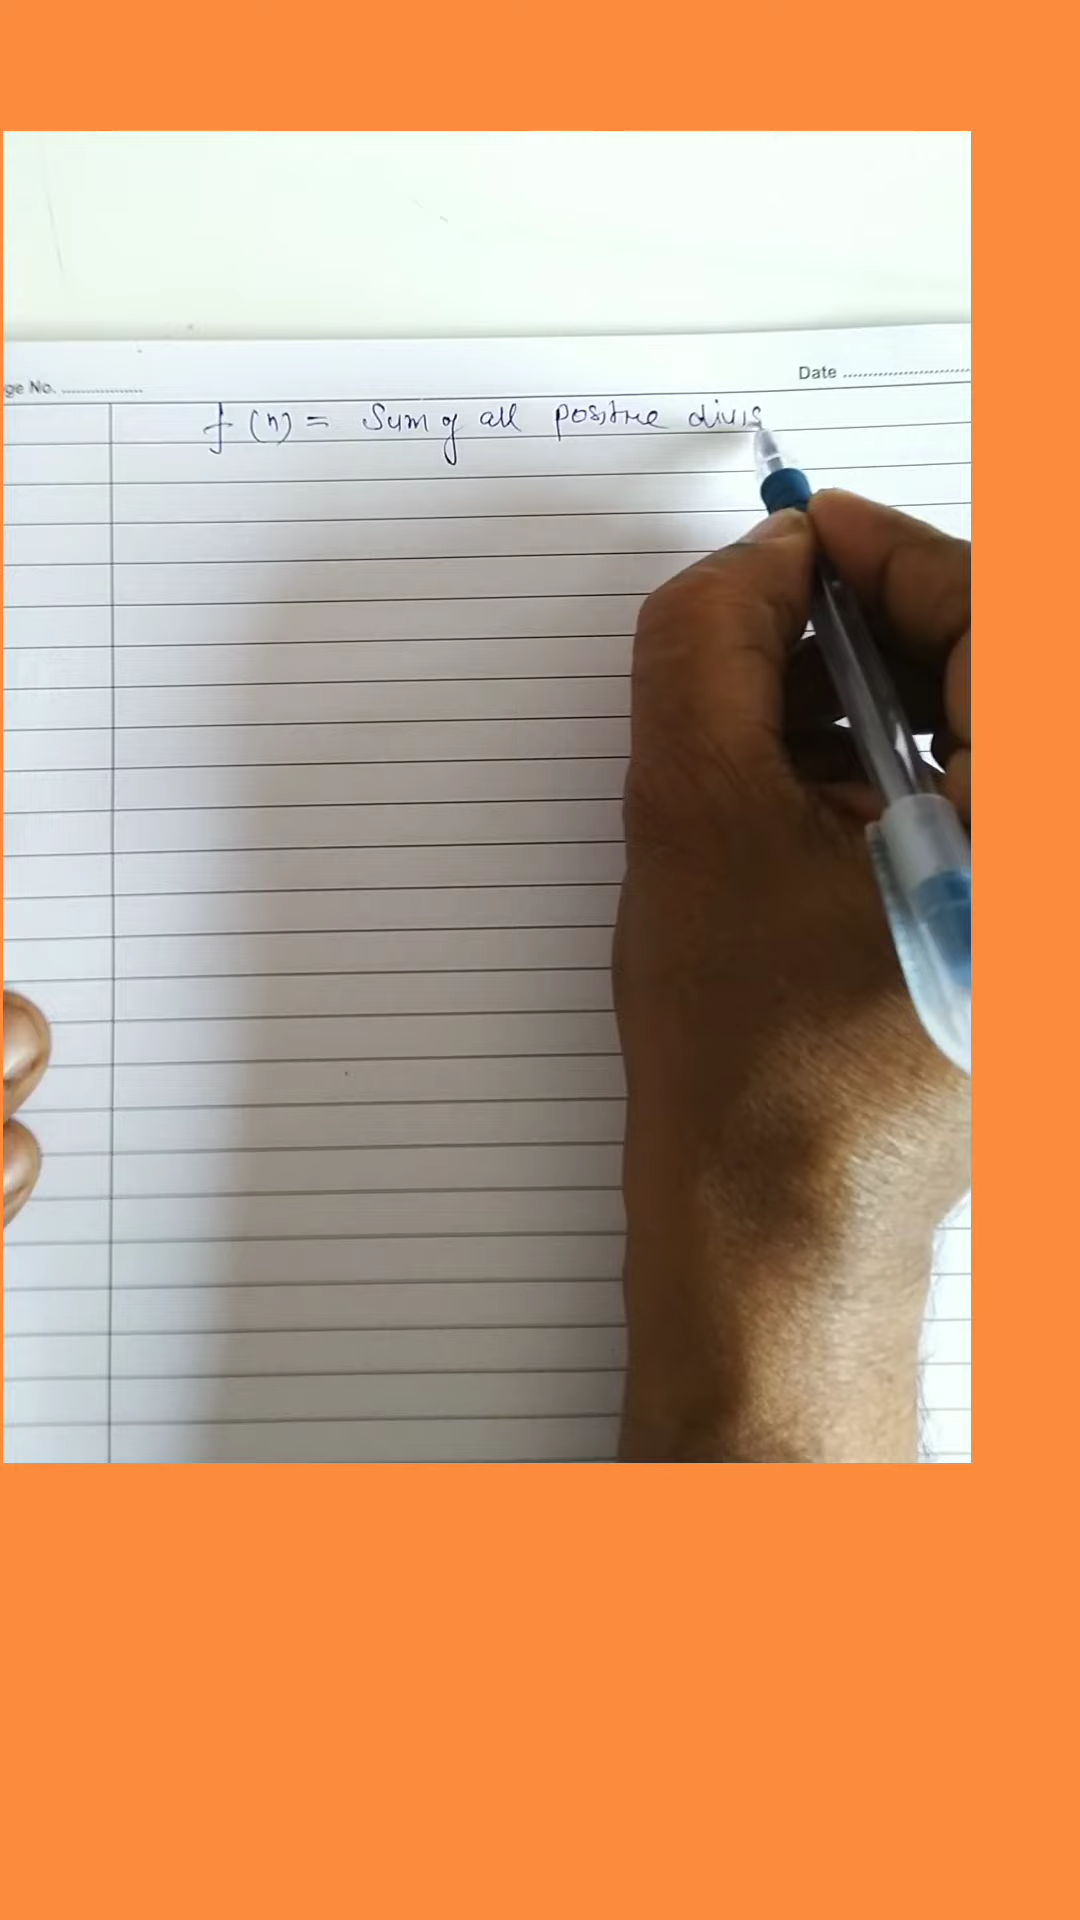 ge No. ................
Date ........................
f (n) = Sum of all positive divis